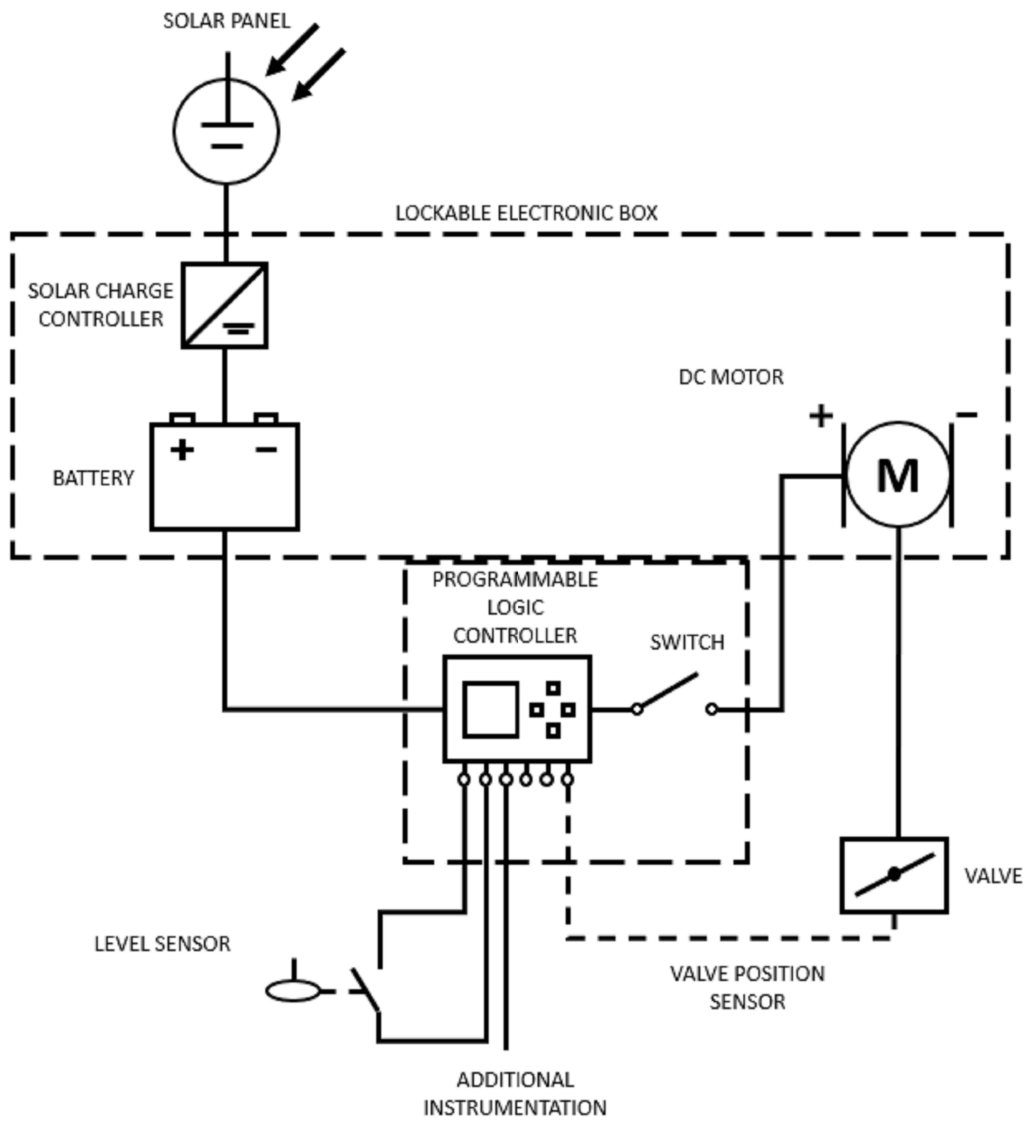 SOLAR PANEL
LOCKABLE ELECTRONIC BOX
SOLAR CHARGE
CONTROLLER
DC MOTOR
+
−
+
−
BATTERY
M
PROGRAMMABLE
LOGIC
CONTROLLER
SWITCH
VALVE
LEVEL SENSOR
VALVE POSITION
SENSOR
ADDITIONAL
INSTRUMENTATION